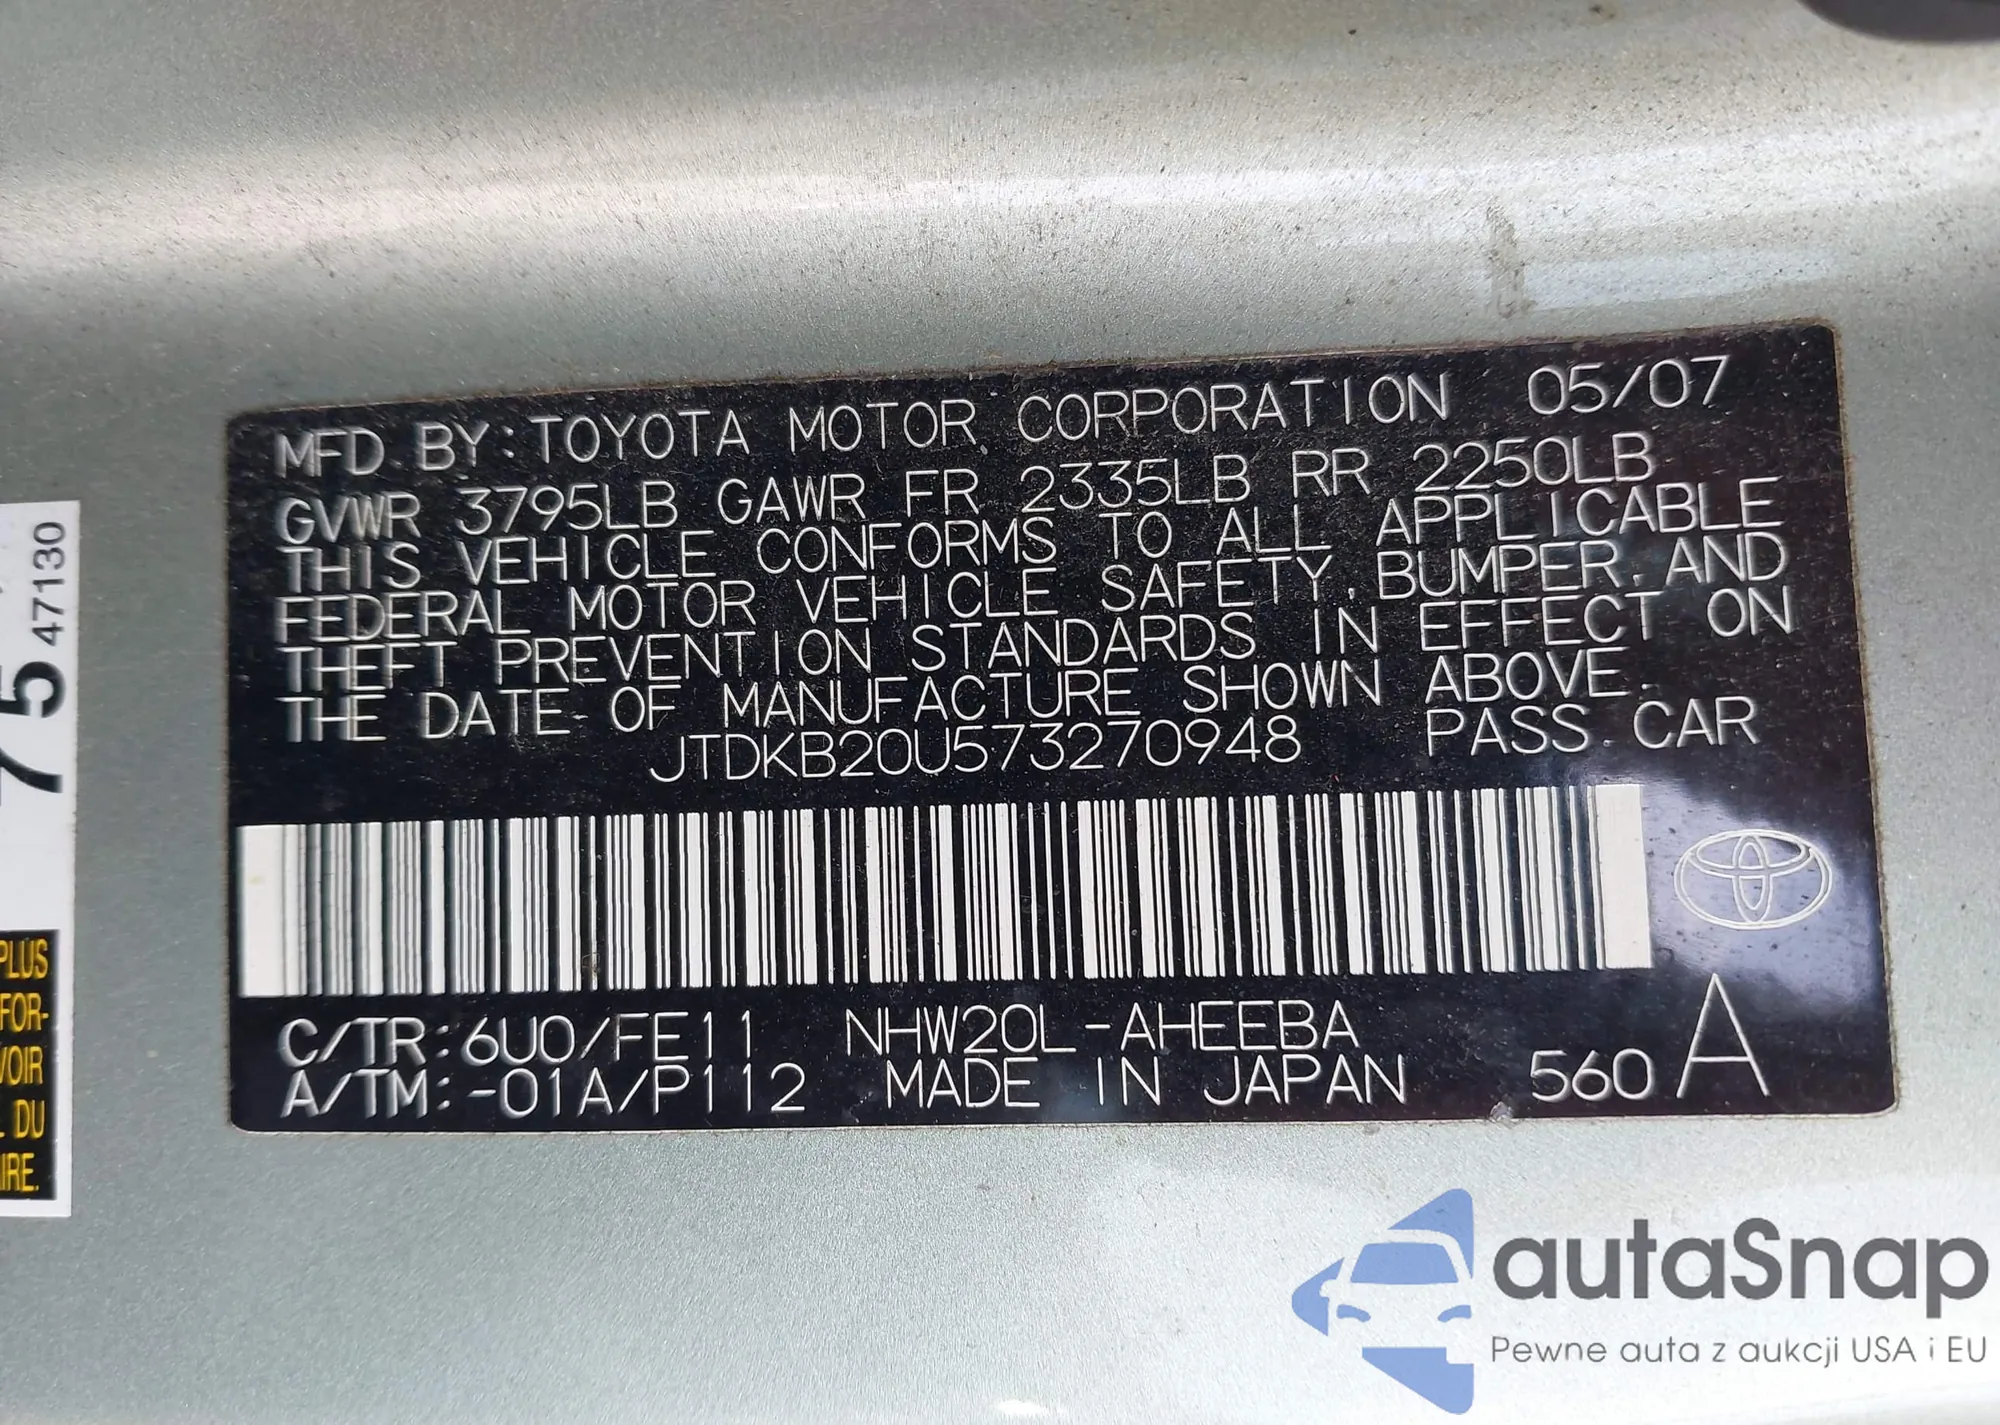 MFD. BY: TOYOTA MOTOR CORPORATION 05/07
GVWR 3795LB GAWR FR 2335LB RR 2250LB
THIS VEHICLE CONFORMS TO ALL APPLICABLE
FEDERAL MOTOR VEHICLE SAFETY, BUMPER, AND
THEFT PREVENTION STANDARDS IN EFFECT ON
THE DATE OF MANUFACTURE SHOWN ABOVE.
JTDKB20U573270948 PASS. CAR
C/TR: 6U0/FE11 NHW20L-AHEEBA
A/TM: -01A/P112 MADE IN JAPAN 560 A
75 47130
PLUS
FOR-
VOIR
DU
IRE.
autaSnap
Pewne auta z aukcji USA i EU